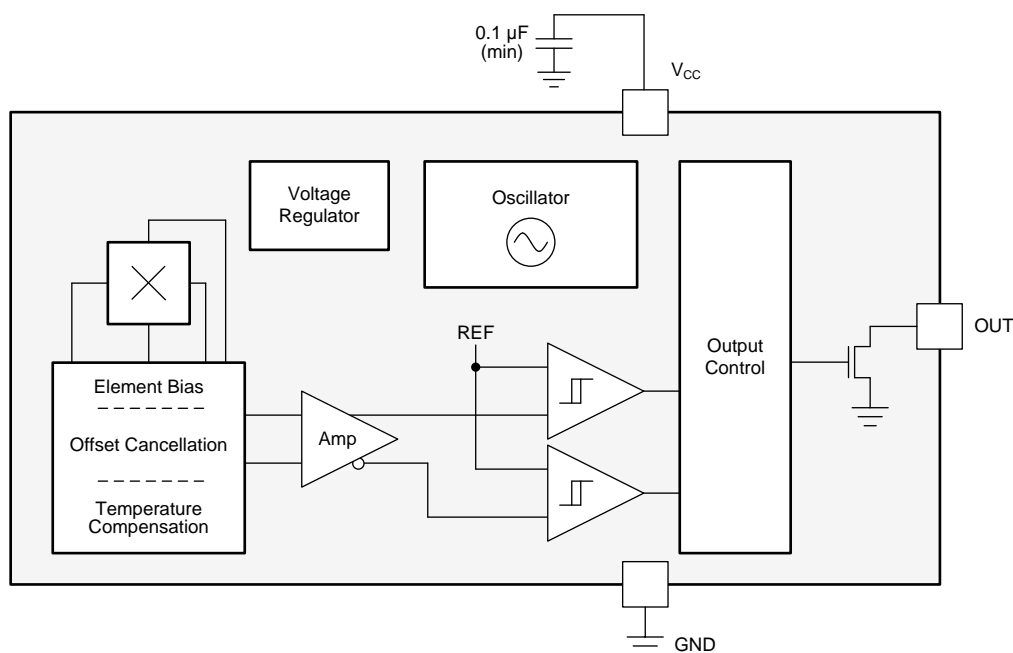 0.1 µF
(min)
V_CC
Voltage
Regulator
Oscillator
REF
OUT
Output
Control
Element Bias
Offset Cancellation
Temperature
Compensation
Amp
GND